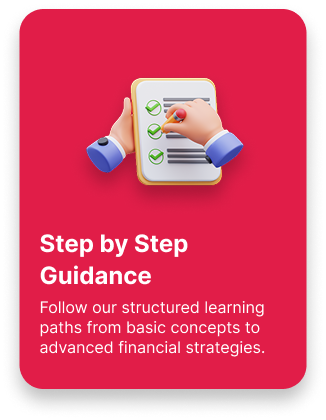 Step by Step
Guidance
Follow our structured learning
paths from basic concepts to
advanced financial strategies.